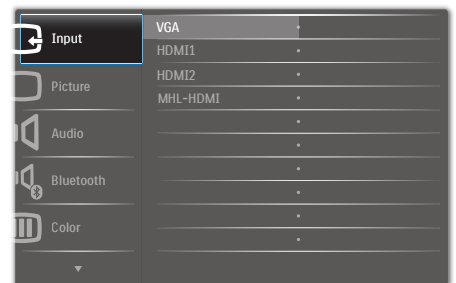 Input
Picture
Audio
Bluetooth
Color
VGA
HDMI1
HDMI2
MHL-HDMI